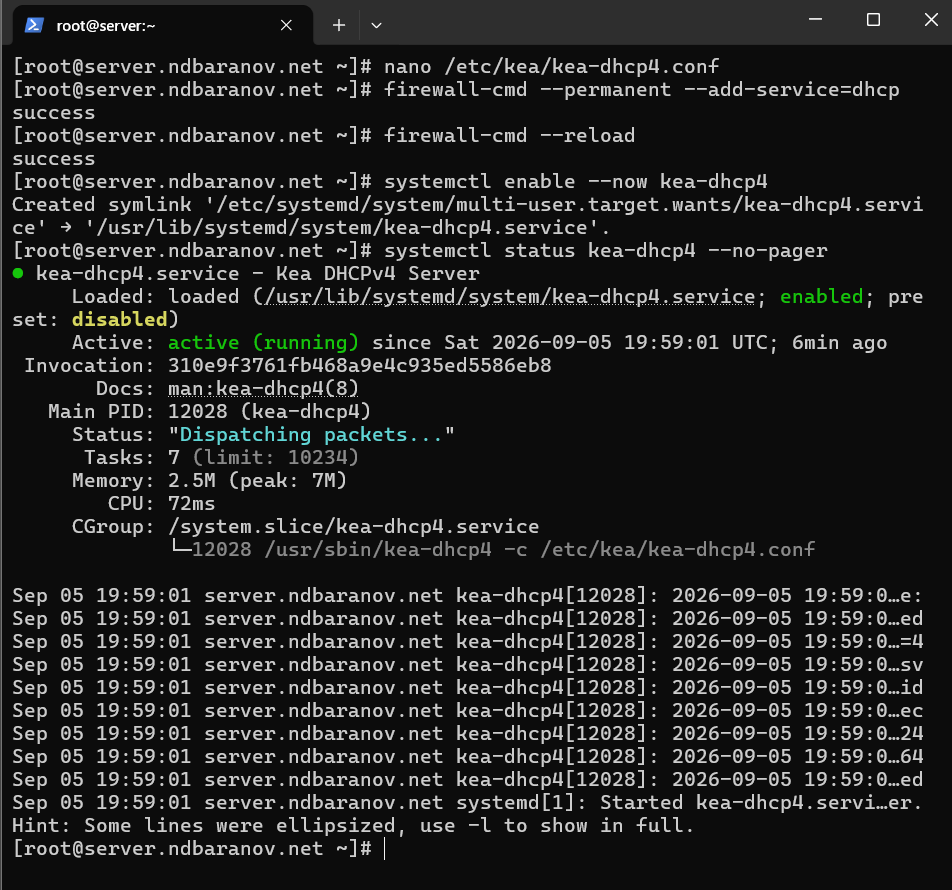 root@server:~
[root@server.ndbaranov.net ~]# nano /etc/kea/kea-dhcp4.conf
[root@server.ndbaranov.net ~]# firewall-cmd --permanent --add-service=dhcp
success
[root@server.ndbaranov.net ~]# firewall-cmd --reload
success
[root@server.ndbaranov.net ~]# systemctl enable --now kea-dhcp4
Created symlink '/etc/systemd/system/multi-user.target.wants/kea-dhcp4.servi
ce' → '/usr/lib/systemd/system/kea-dhcp4.service'.
[root@server.ndbaranov.net ~]# systemctl status kea-dhcp4 --no-pager
● kea-dhcp4.service - Kea DHCPv4 Server
     Loaded: loaded (/usr/lib/systemd/system/kea-dhcp4.service; enabled; pre
set: disabled)
     Active: active (running) since Sat 2026-09-05 19:59:01 UTC; 6min ago
 Invocation: 310e9f3761fb468a9e4c935ed5586eb8
       Docs: man:kea-dhcp4(8)
   Main PID: 12028 (kea-dhcp4)
     Status: "Dispatching packets..."
      Tasks: 7 (limit: 10234)
     Memory: 2.5M (peak: 7M)
        CPU: 72ms
     CGroup: /system.slice/kea-dhcp4.service
             └─12028 /usr/sbin/kea-dhcp4 -c /etc/kea/kea-dhcp4.conf
Sep 05 19:59:01 server.ndbaranov.net kea-dhcp4[12028]: 2026-09-05 19:59:0…e:
Sep 05 19:59:01 server.ndbaranov.net kea-dhcp4[12028]: 2026-09-05 19:59:0…ed
Sep 05 19:59:01 server.ndbaranov.net kea-dhcp4[12028]: 2026-09-05 19:59:0…=4
Sep 05 19:59:01 server.ndbaranov.net kea-dhcp4[12028]: 2026-09-05 19:59:0…sv
Sep 05 19:59:01 server.ndbaranov.net kea-dhcp4[12028]: 2026-09-05 19:59:0…id
Sep 05 19:59:01 server.ndbaranov.net kea-dhcp4[12028]: 2026-09-05 19:59:0…ec
Sep 05 19:59:01 server.ndbaranov.net kea-dhcp4[12028]: 2026-09-05 19:59:0…24
Sep 05 19:59:01 server.ndbaranov.net kea-dhcp4[12028]: 2026-09-05 19:59:0…64
Sep 05 19:59:01 server.ndbaranov.net kea-dhcp4[12028]: 2026-09-05 19:59:0…ed
Sep 05 19:59:01 server.ndbaranov.net systemd[1]: Started kea-dhcp4.servi…er.
Hint: Some lines were ellipsized, use -l to show in full.
[root@server.ndbaranov.net ~]#